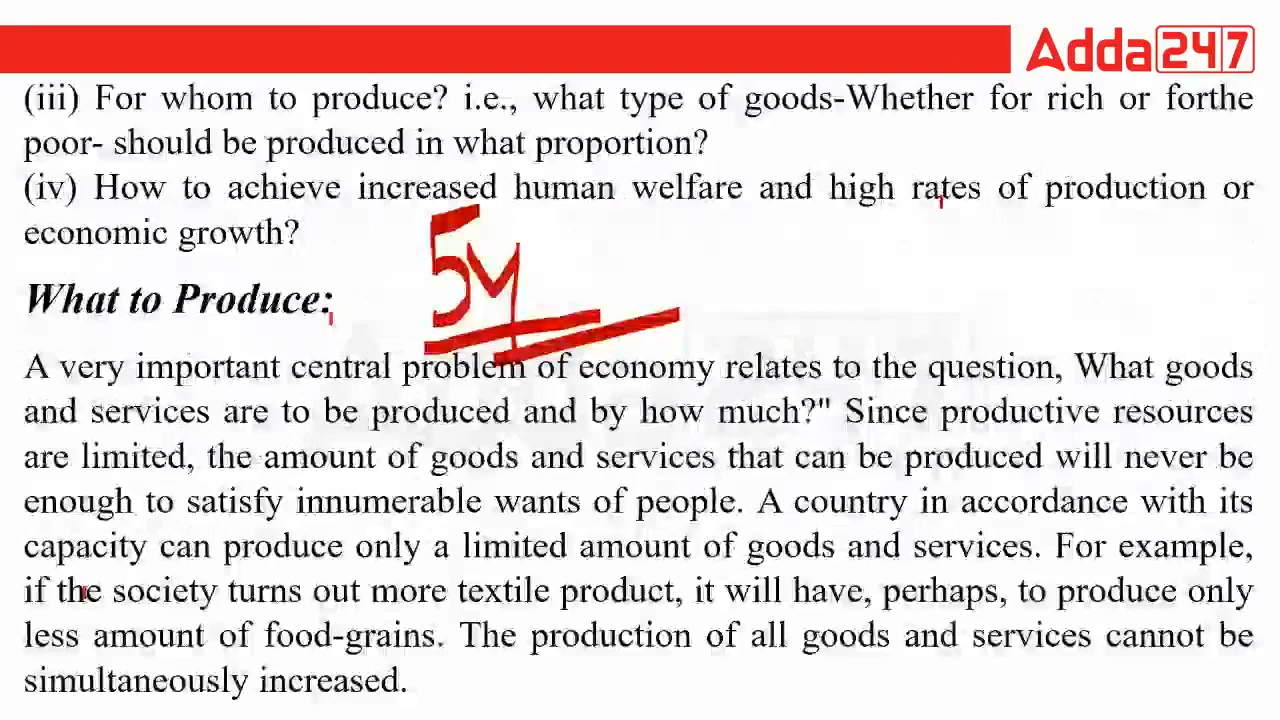 Adda247
(iii) For whom to produce? i.e., what type of goods-Whether for rich or forthe
poor- should be produced in what proportion?
(iv) How to achieve increased human welfare and high rates of production or
economic growth?
5M
What to Produce:
A very important central problem of economy relates to the question, What goods
and services are to be produced and by how much?" Since productive resources
are limited, the amount of goods and services that can be produced will never be
enough to satisfy innumerable wants of people. A country in accordance with its
capacity can produce only a limited amount of goods and services. For example,
if the society turns out more textile product, it will have, perhaps, to produce only
less amount of food-grains. The production of all goods and services cannot be
simultaneously increased.